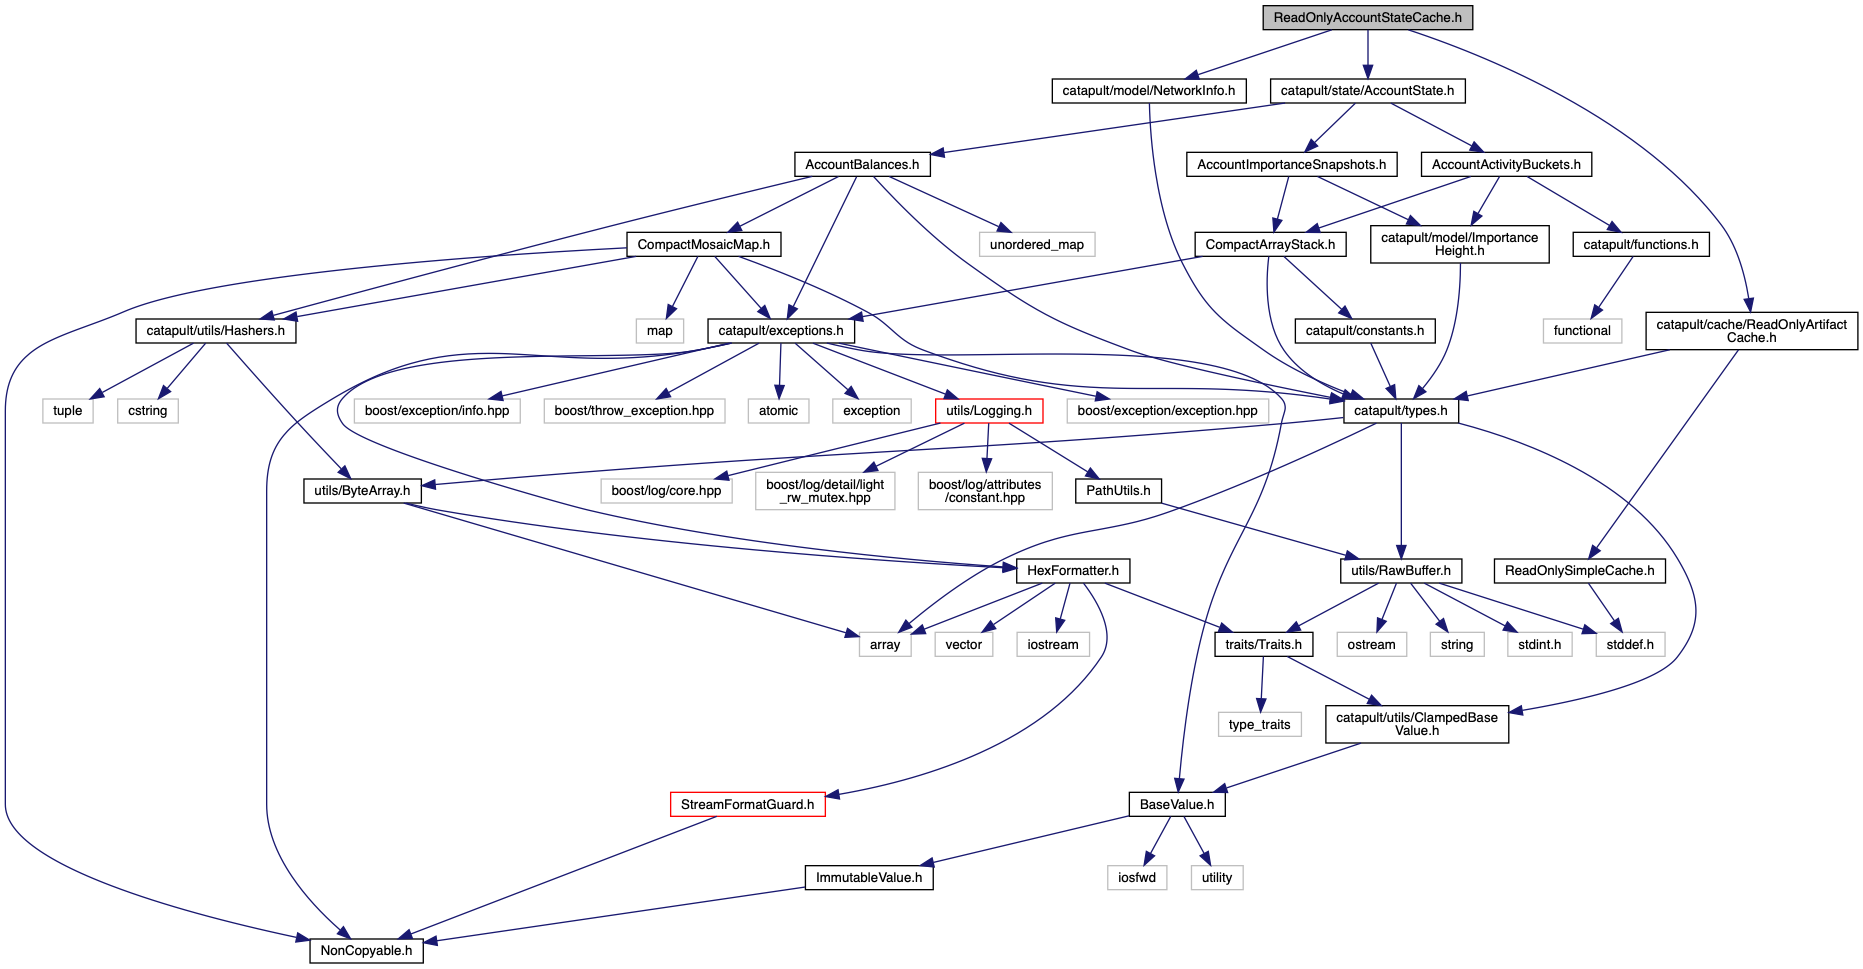 ReadOnlyAccountStateCache.h
catapult/model/NetworkInfo.h
catapult/state/AccountState.h
AccountBalances.h
AccountImportanceSnapshots.h
AccountActivityBuckets.h
CompactMosaicMap.h
unordered_map
CompactArrayStack.h
catapult/model/Importance
Height.h
catapult/functions.h
catapult/utils/Hashers.h
map
catapult/exceptions.h
catapult/constants.h
functional
catapult/cache/ReadOnlyArtifact
Cache.h
tuple
cstring
boost/exception/info.hpp
boost/throw_exception.hpp
atomic
exception
utils/Logging.h
boost/exception/exception.hpp
catapult/types.h
utils/ByteArray.h
boost/log/core.hpp
boost/log/detail/light
_rw_mutex.hpp
boost/log/attributes
/constant.hpp
PathUtils.h
HexFormatter.h
utils/RawBuffer.h
ReadOnlySimpleCache.h
array
vector
iostream
traits/Traits.h
ostream
string
stdint.h
stddef.h
type_traits
catapult/utils/ClampedBase
Value.h
StreamFormatGuard.h
BaseValue.h
ImmutableValue.h
iosfwd
utility
NonCopyable.h